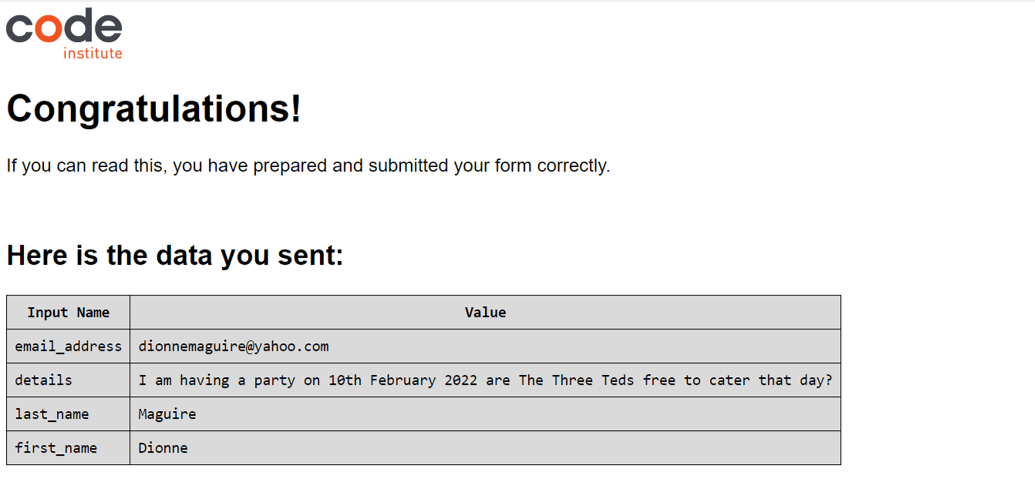 code
institute
Congratulations!
If you can read this, you have prepared and submitted your form correctly.
Here is the data you sent:
Input Name Value
email_address dionnemaguire@yahoo.com
details I am having a party on 10th February 2022 are The Three Teds free to cater that day?
last_name Maguire
first_name Dionne